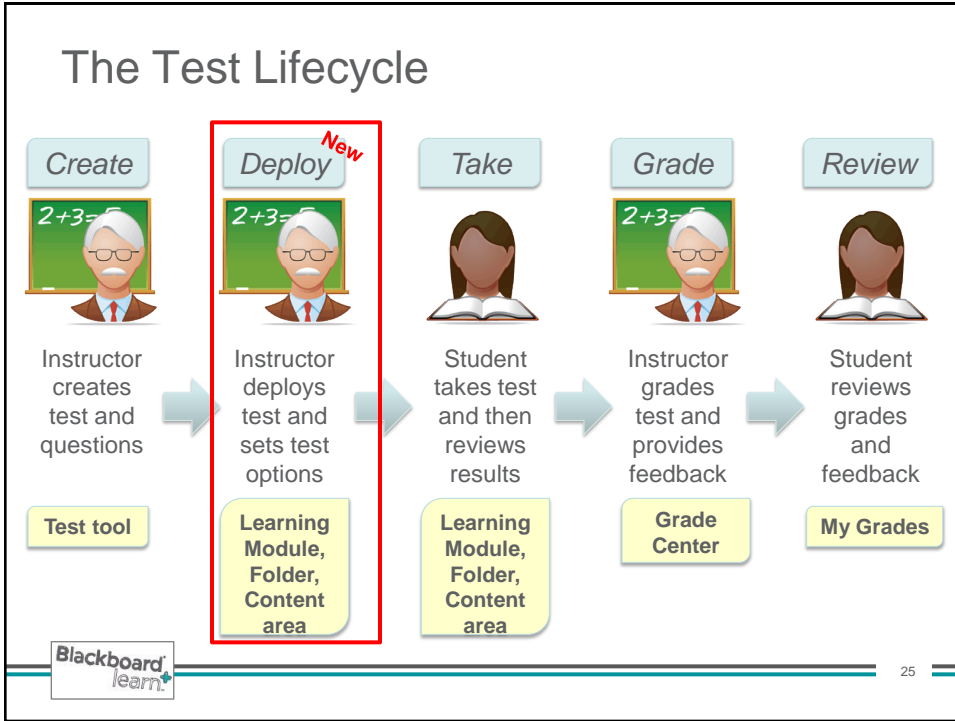 The Test Lifecycle
Create
Deploy
New
Take
Grade
Review
2+3=5
2+3=5
2+3=5
Instructor
creates
test and
questions
Instructor
deploys
test and
sets test
options
Student
takes test
and then
reviews
results
Instructor
grades
test and
provides
feedback
Student
reviews
grades
and
feedback
Test tool
Learning
Module,
Folder,
Content
area
Learning
Module,
Folder,
Content
area
Grade
Center
My Grades
Blackboard
learn+
25